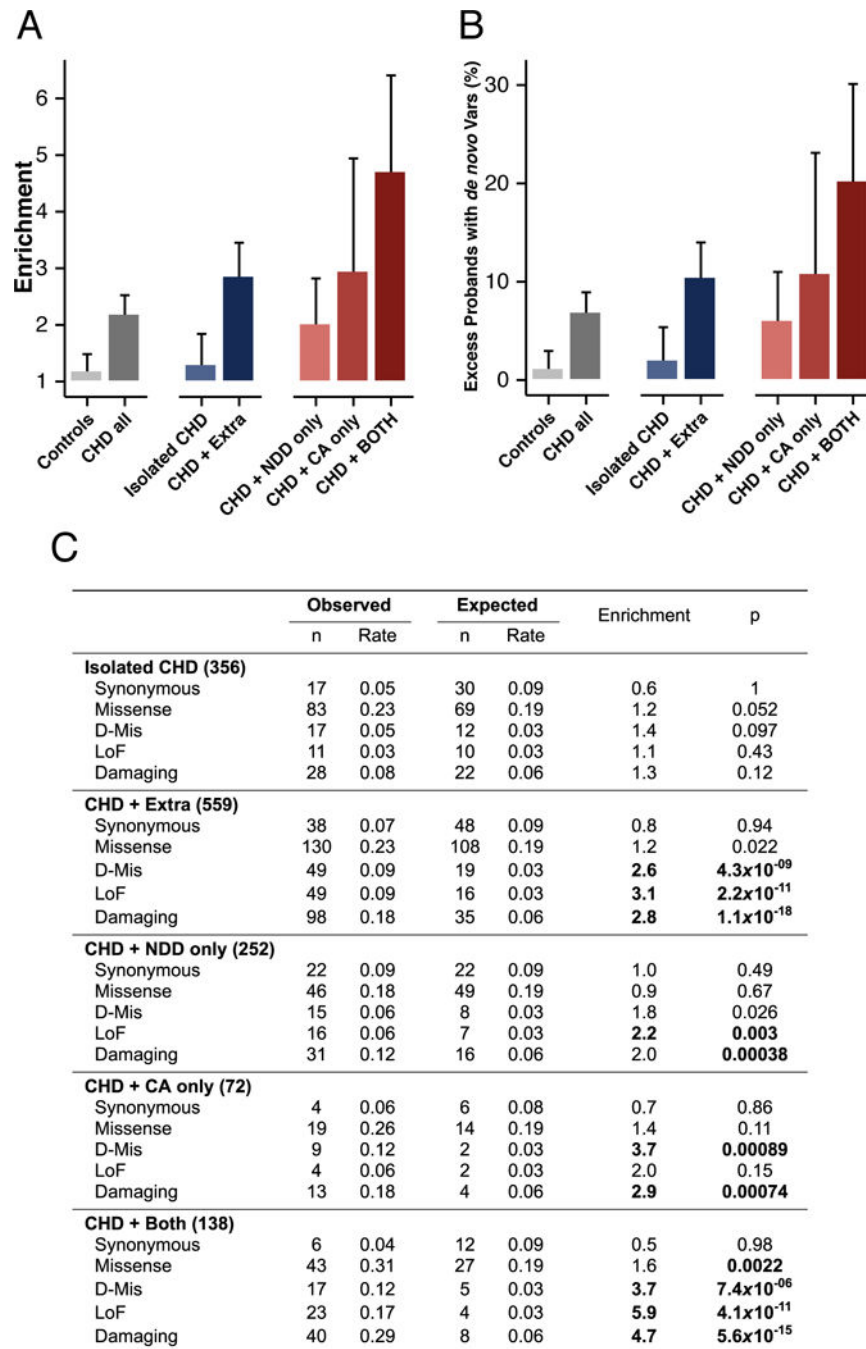 A
B
Enrichment
6
5
4
3
2
1
Controls
CHD all
Isolated CHD
CHD + Extra
CHD + NDD only
CHD + CA only
CHD + BOTH
Excess Probands with de novo Vars (%)
30
20
10
0
Controls
CHD all
Isolated CHD
CHD + Extra
CHD + NDD only
CHD + CA only
CHD + BOTH
C
Observed Expected Enrichment p
n Rate n Rate
Isolated CHD (356)
Synonymous 17 0.05 30 0.09 0.6 1
Missense 83 0.23 69 0.19 1.2 0.052
D-Mis 17 0.05 12 0.03 1.4 0.097
LoF 11 0.03 10 0.03 1.1 0.43
Damaging 28 0.08 22 0.06 1.3 0.12
CHD + Extra (559)
Synonymous 38 0.07 48 0.09 0.8 0.94
Missense 130 0.23 108 0.19 1.2 0.022
D-Mis 49 0.09 19 0.03 2.6 4.3x10⁻⁰⁹
LoF 49 0.09 16 0.03 3.1 2.2x10⁻¹¹
Damaging 98 0.18 35 0.06 2.8 1.1x10⁻¹⁸
CHD + NDD only (252)
Synonymous 22 0.09 22 0.09 1.0 0.49
Missense 46 0.18 49 0.19 0.9 0.67
D-Mis 15 0.06 8 0.03 1.8 0.026
LoF 16 0.06 7 0.03 2.2 0.003
Damaging 31 0.12 16 0.06 2.0 0.00038
CHD + CA only (72)
Synonymous 4 0.06 6 0.08 0.7 0.86
Missense 19 0.26 14 0.19 1.4 0.11
D-Mis 9 0.12 2 0.03 3.7 0.00089
LoF 4 0.06 2 0.03 2.0 0.15
Damaging 13 0.18 4 0.06 2.9 0.00074
CHD + Both (138)
Synonymous 6 0.04 12 0.09 0.5 0.98
Missense 43 0.31 27 0.19 1.6 0.0022
D-Mis 17 0.12 5 0.03 3.7 7.4x10⁻⁰⁶
LoF 23 0.17 4 0.03 5.9 4.1x10⁻¹¹
Damaging 40 0.29 8 0.06 4.7 5.6x10⁻¹⁵